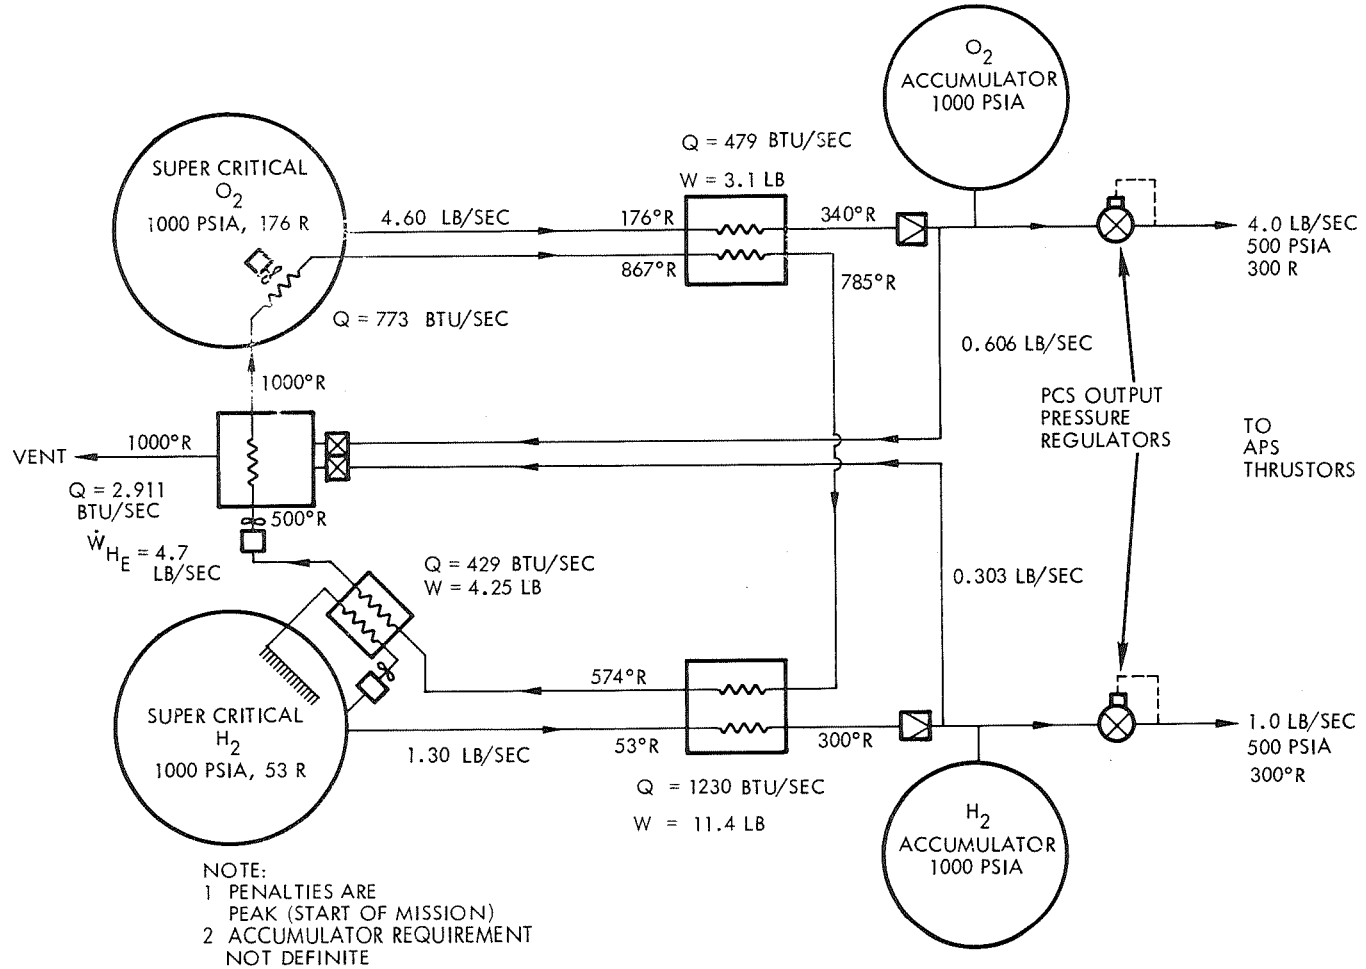 O2
ACCUMULATOR
1000 PSIA
Q = 479 BTU/SEC
W = 3.1 LB
SUPER CRITICAL
O2
1000 PSIA, 176 R
4.60 LB/SEC
176°R
340°R
867°R
785°R
4.0 LB/SEC
500 PSIA
300 R
Q = 773 BTU/SEC
0.606 LB/SEC
1000°R
PCS OUTPUT
PRESSURE
REGULATORS
TO
APS
THRUSTORS
VENT
1000°R
Q = 2.911
BTU/SEC
ẆHE = 4.7
LB/SEC
500°R
Q = 429 BTU/SEC
W = 4.25 LB
0.303 LB/SEC
574°R
SUPER CRITICAL
H2
1000 PSIA, 53 R
1.30 LB/SEC
53°R
300°R
1.0 LB/SEC
500 PSIA
300°R
Q = 1230 BTU/SEC
W = 11.4 LB
H2
ACCUMULATOR
1000 PSIA
NOTE:
1 PENALTIES ARE
PEAK (START OF MISSION)
2 ACCUMULATOR REQUIREMENT
NOT DEFINITE